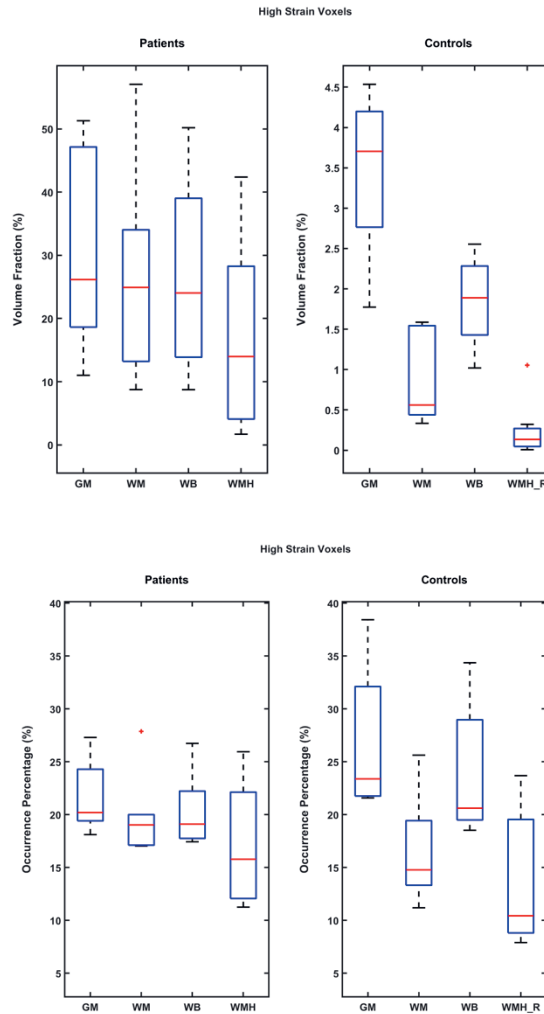 High Strain Voxels
Patients
Controls
Volume Fraction (%)
50
40
30
20
10
0
GM WM WB WMH
Volume Fraction (%)
4.5
4
3.5
3
2.5
2
1.5
1
0.5
0
GM WM WB WMH_R
High Strain Voxels
Patients
Controls
Occurrence Percentage (%)
40
35
30
25
20
15
10
5
GM WM WB WMH
Occurrence Percentage (%)
40
35
30
25
20
15
10
5
GM WM WB WMH_R